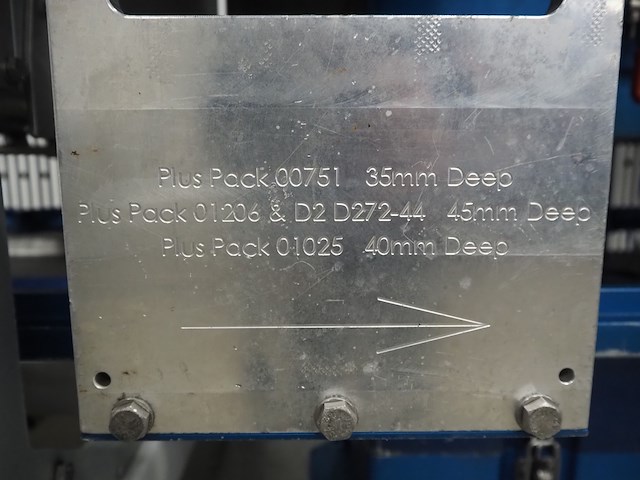 Plus Pack 00751 35mm Deep
Plus Pack 01206 & D2 D272-44 45mm Deep
Plus Pack 01025 40mm Deep